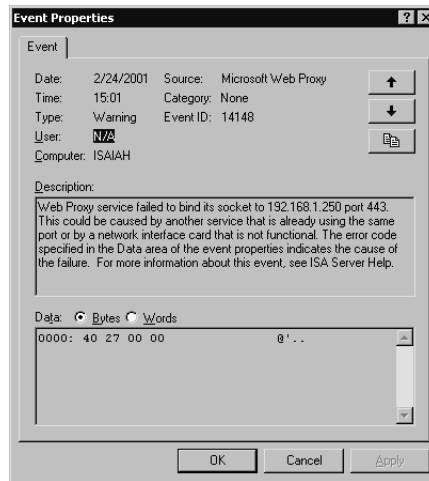 Event Properties
Event
Date: 2/24/2001 Source: Microsoft Web Proxy
Time: 15:01 Category: None
Type: Warning Event ID: 14148
User: N/A
Computer: ISAIAH
Description:
Web Proxy service failed to bind its socket to 192.168.1.250 port 443.
This could be caused by another service that is already using the same
port or by a network interface card that is not functional. The error code
specified in the Data area of the event properties indicates the cause of
the failure. For more information about this event, see ISA Server Help.
Data: Bytes Words
0000: 40 27 00 00 @'..
OK Cancel Apply